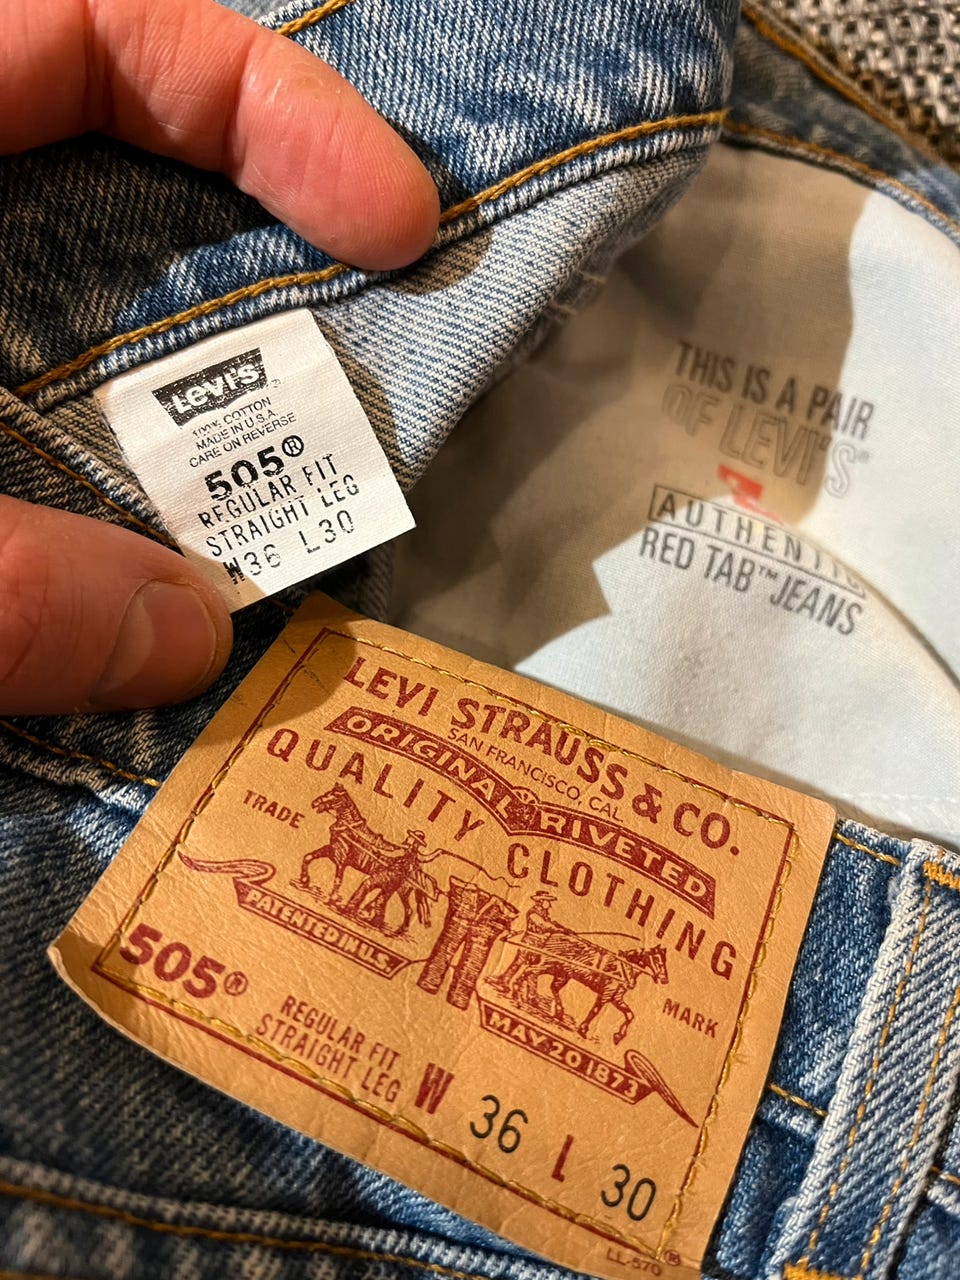 Levi's®
100% COTTON
MADE IN U.S.A.
CARE ON REVERSE
505®
REGULAR FIT
STRAIGHT LEG
W36 L30
THIS IS A PAIR
OF LEVI'S®
AUTHENTIC
RED TAB™ JEANS
LEVI STRAUSS & CO.
SAN FRANCISCO, CAL.
ORIGINAL RIVETED
QUALITY CLOTHING
TRADE MARK
PATENTED IN U.S.
MAY 20 1873
505®
REGULAR FIT
STRAIGHT LEG
W 36 L 30
LL-570
®